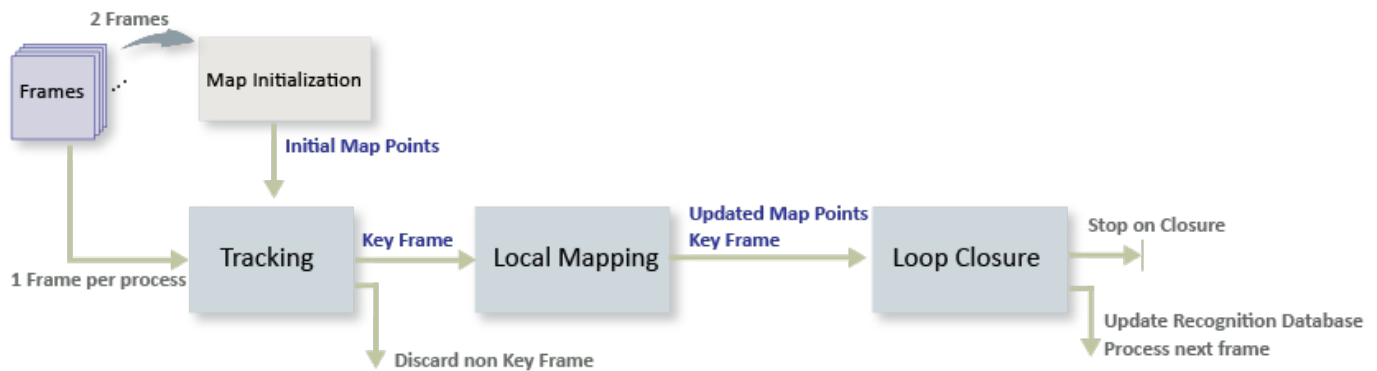 2 Frames
Frames
...
Map Initialization
Initial Map Points
Tracking
1 Frame per process
Key Frame
Discard non Key Frame
Local Mapping
Updated Map Points
Key Frame
Loop Closure
Stop on Closure
Update Recognition Database
Process next frame